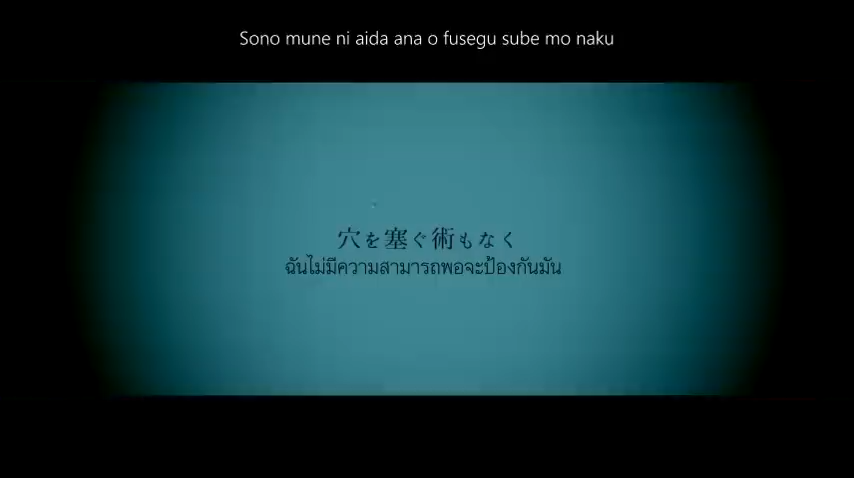 Sono mune ni aida ana o fusegu sube mo naku
穴を塞ぐ術もなく
ฉันไม่มีความสามารถพอจะป้องกันมัน